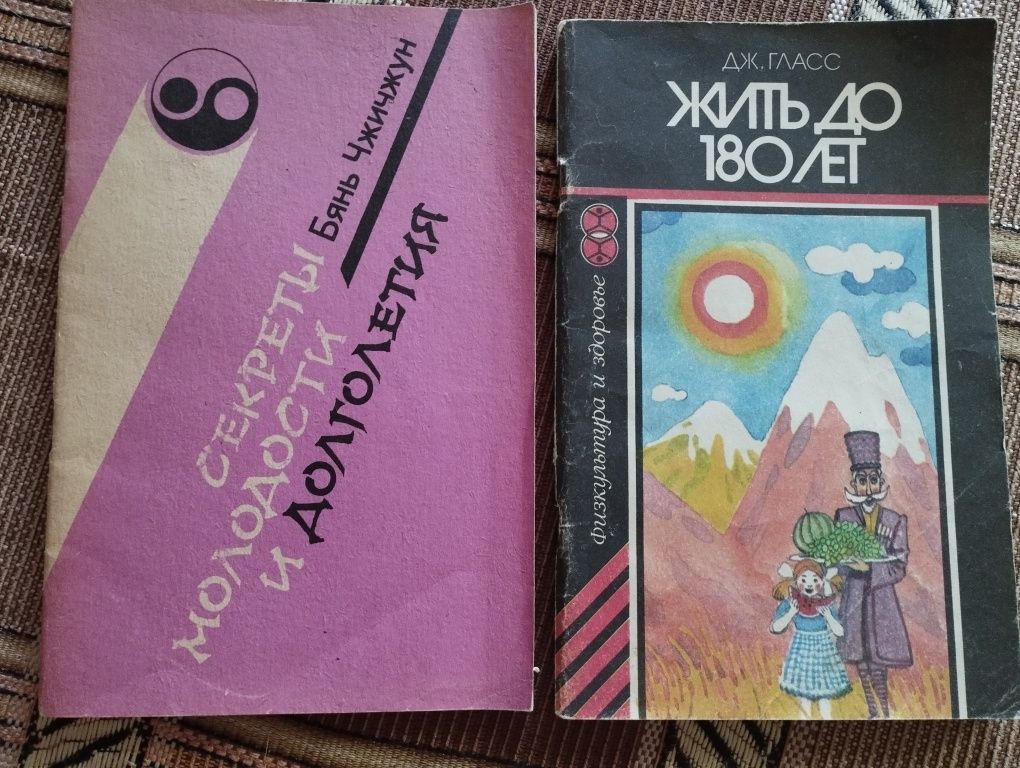 Бянь Чжичжун
СЕКРЕТЫ
МОЛОДОСТИ
И
ДОЛГОЛЕТИЯ
ДЖ. ГЛАСС
ЖИТЬ ДО
180 ЛЕТ
физкультура и здоровье